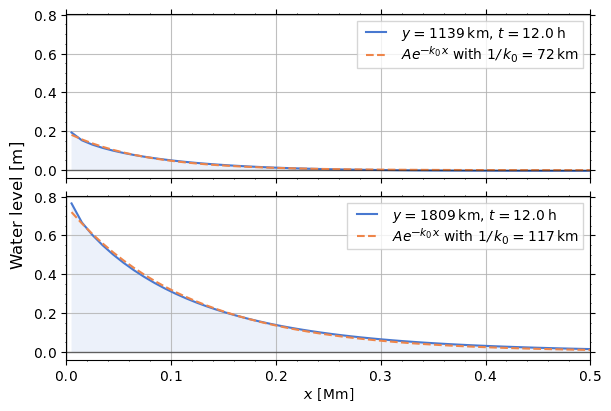 0.8
0.6
0.4
0.2
0.0
y = 1139 km, t = 12.0 h
Ae^{-k_0x} with 1/k_0 = 72 km
Water level [m]
0.8
0.6
0.4
0.2
0.0
y = 1809 km, t = 12.0 h
Ae^{-k_0x} with 1/k_0 = 117 km
0.0 0.1 0.2 0.3 0.4 0.5
x [Mm]